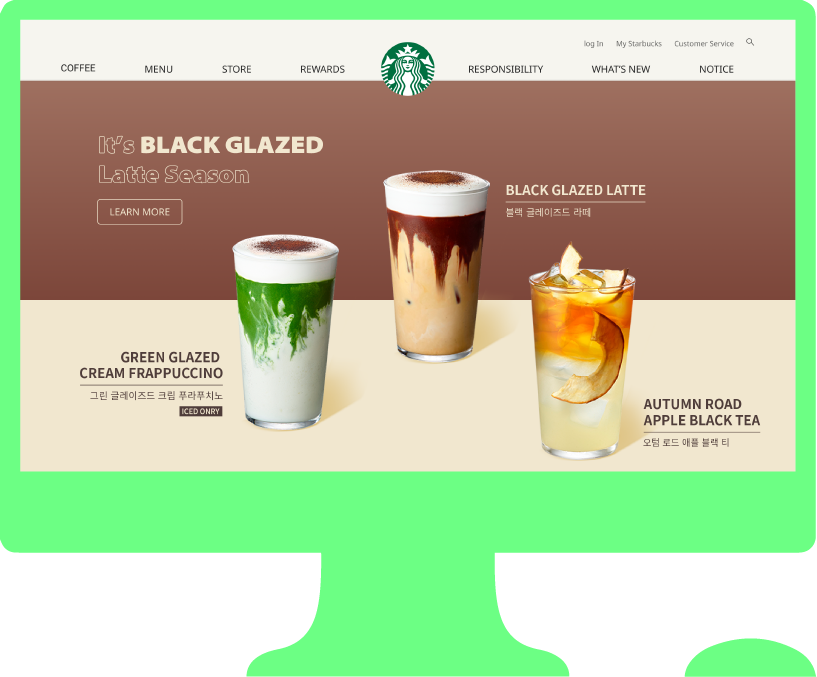 log In My Starbucks Customer Service
COFFEE MENU STORE REWARDS RESPONSIBILITY WHAT'S NEW NOTICE
It's BLACK GLAZED
Latte Season
LEARN MORE
BLACK GLAZED LATTE
블랙 글레이즈드 라떼
GREEN GLAZED
CREAM FRAPPUCCINO
그린 글레이즈드 크림 푸라푸치노
ICED ONRY
AUTUMN ROAD
APPLE BLACK TEA
오텀 로드 애플 블랙 티